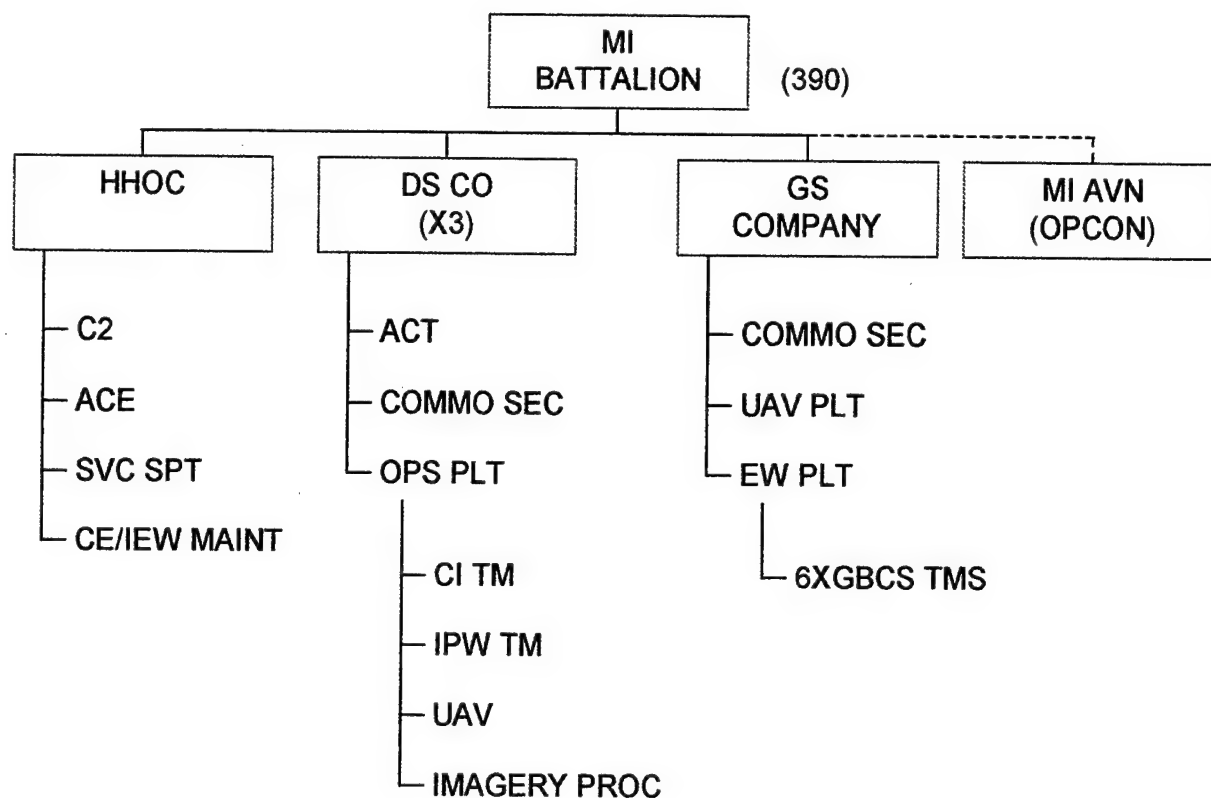 MI
BATTALION
(390)
HHOC
DS CO
(X3)
GS
COMPANY
MI AVN
(OPCON)
C2
ACE
SVC SPT
CE/IEW MAINT
ACT
COMMO SEC
OPS PLT
CI TM
IPW TM
UAV
IMAGERY PROC
COMMO SEC
UAV PLT
EW PLT
6XGBCS TMS